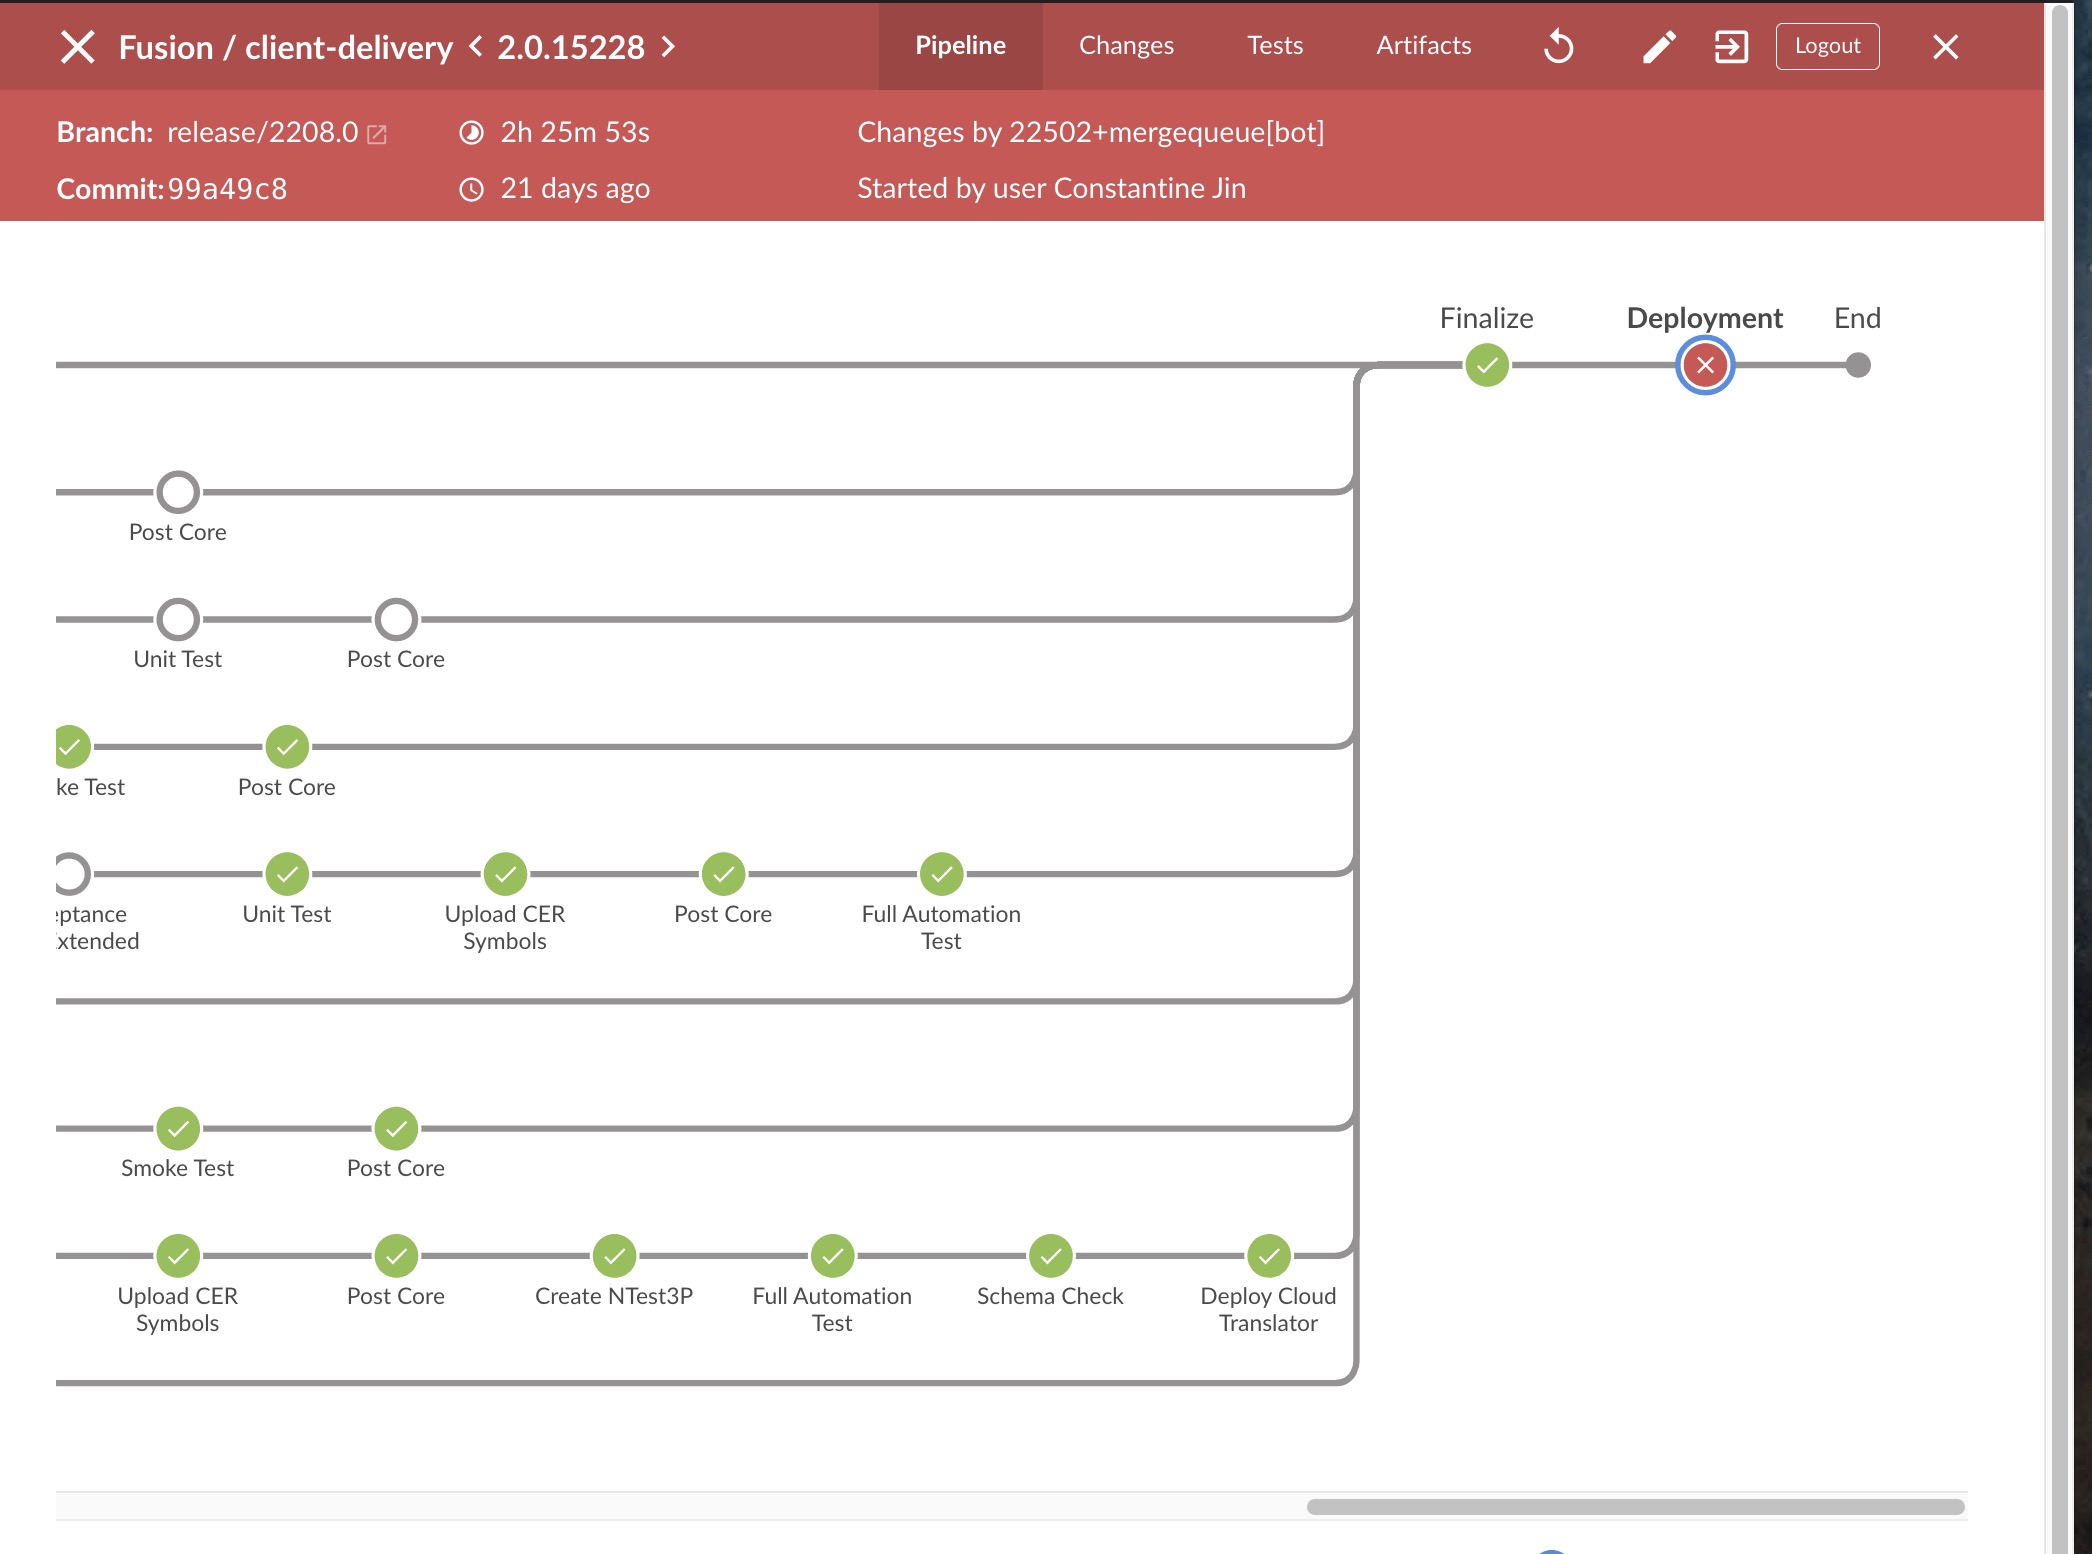 Fusion / client-delivery < 2.0.15228 >
Pipeline
Changes
Tests
Artifacts
Logout
Branch: release/2208.0
2h 25m 53s
Changes by 22502+mergequeue[bot]
Commit: 99a49c8
21 days ago
Started by user Constantine Jin
Finalize
Deployment
End
Post Core
Unit Test
Post Core
ke Test
Post Core
eptance
xtended
Unit Test
Upload CER
Symbols
Post Core
Full Automation
Test
Smoke Test
Post Core
Upload CER
Symbols
Post Core
Create NTest3P
Full Automation
Test
Schema Check
Deploy Cloud
Translator